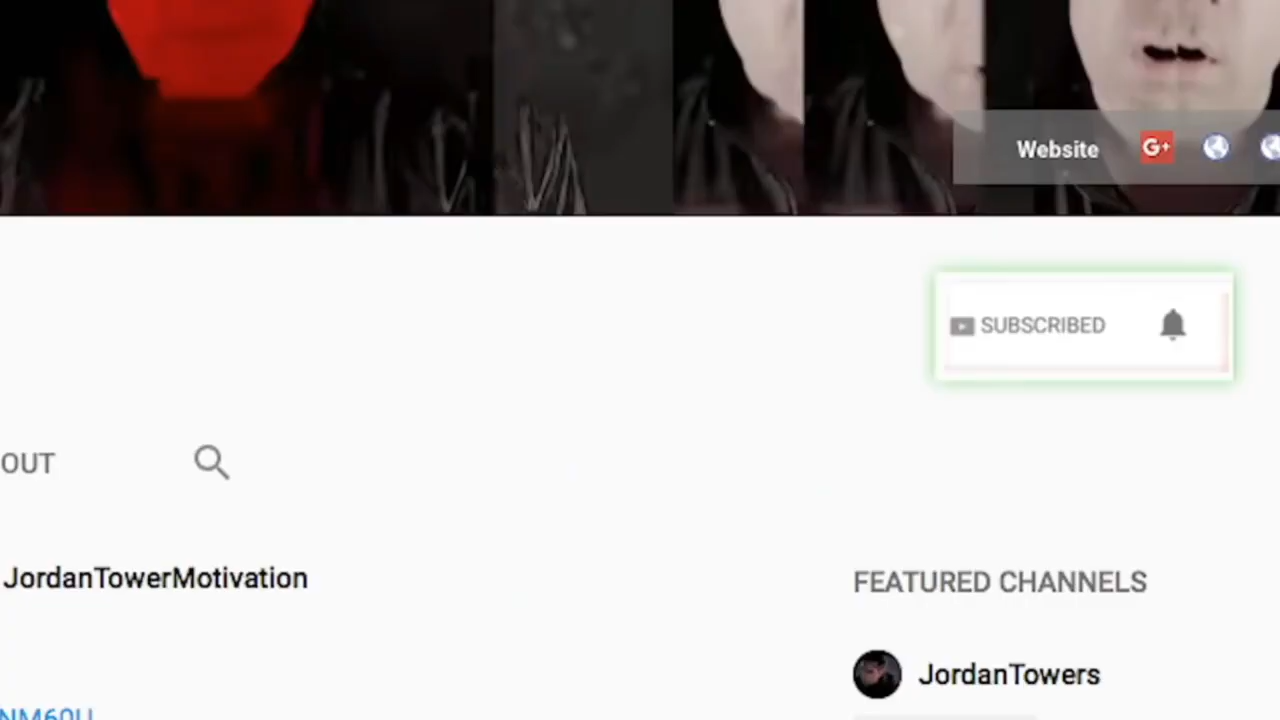 Website G+
SUBSCRIBED
OUT
JordanTowerMotivation
FEATURED CHANNELS
JordanTowers